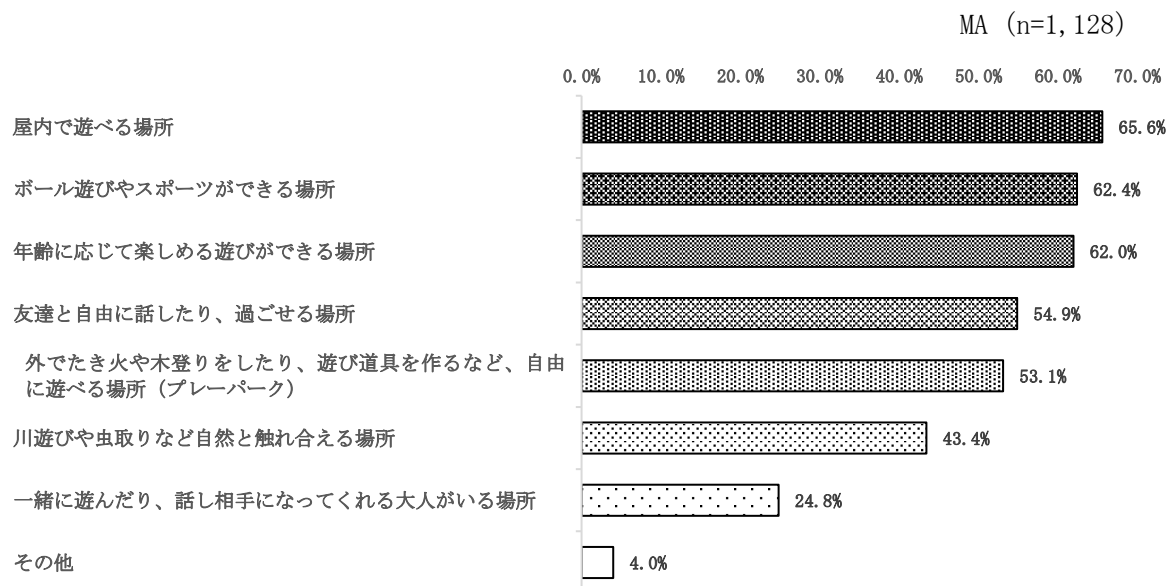 MA (n=1,128)
0.0% 10.0% 20.0% 30.0% 40.0% 50.0% 60.0% 70.0%
屋内で遊べる場所 65.6%
ボール遊びやスポーツができる場所 62.4%
年齢に応じて楽しめる遊びができる場所 62.0%
友達と自由に話したり、過ごせる場所 54.9%
外でたき火や木登りをしたり、遊び道具を作るなど、自由
に遊べる場所（プレーパーク） 53.1%
川遊びや虫取りなど自然と触れ合える場所 43.4%
一緒に遊んだり、話し相手になってくれる大人がいる場所 24.8%
その他 4.0%